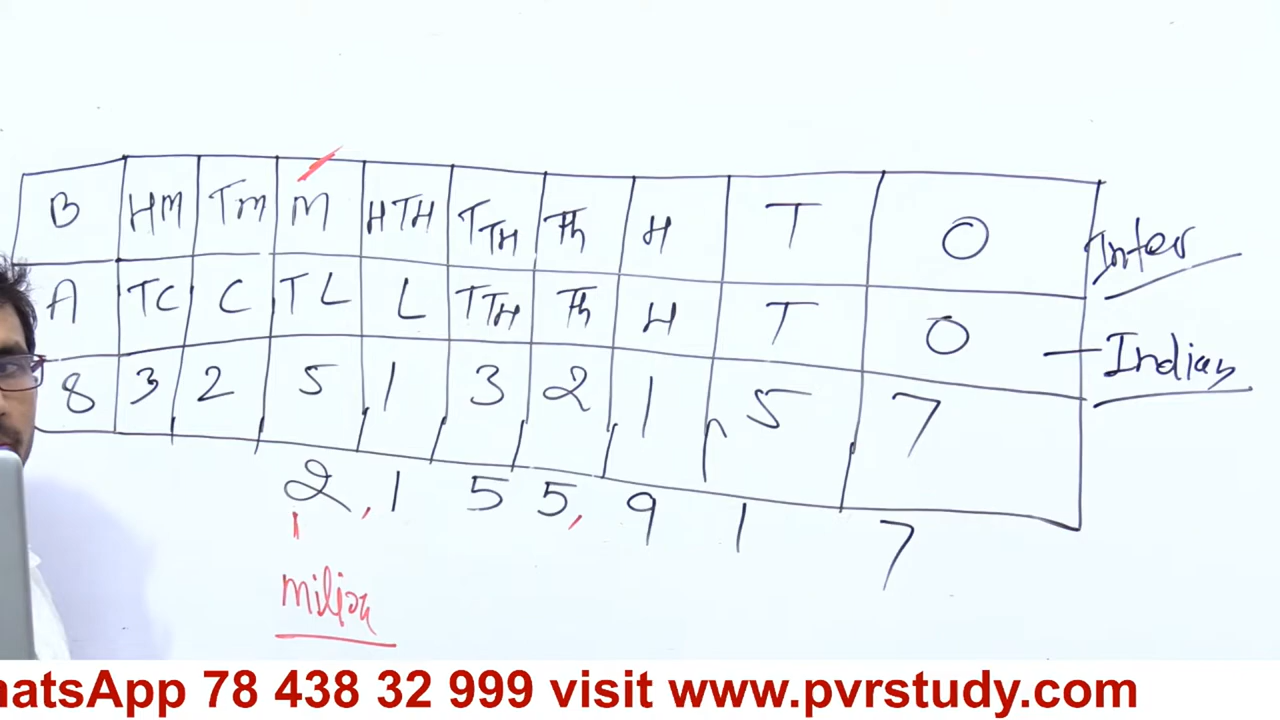 B HM Tm M HTH TTH Th H T O Inter
A TC C TL L TTH Th H T O — Indian
8 3 2 5 1 3 2 1 5 7
2,1 5 5,9 1 7
milion
hatsApp 78 438 32 999 visit www.pvrstudy.com